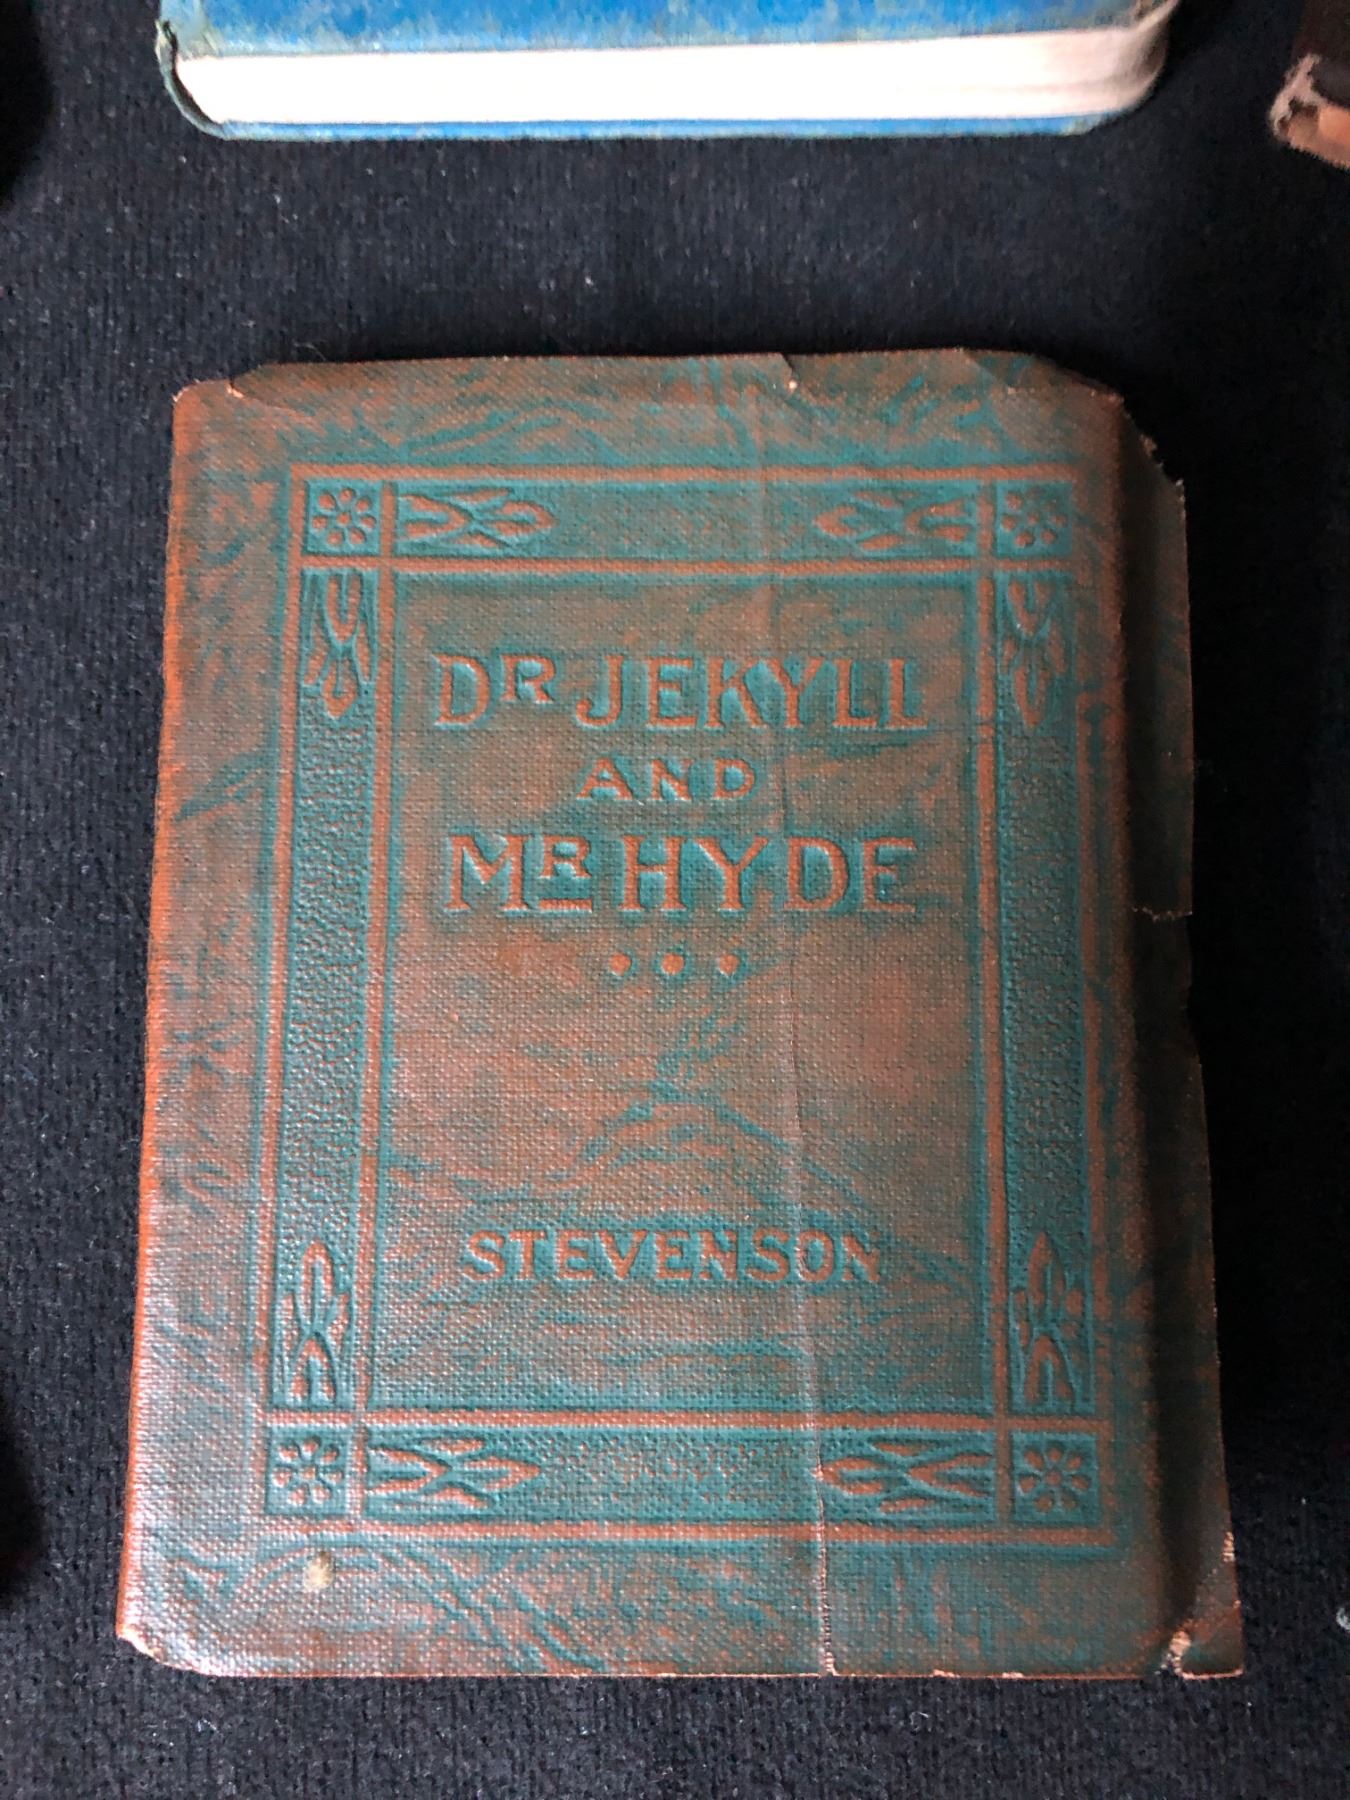 DR JEKYLL
AND
MR HYDE
• • •
STEVENSON